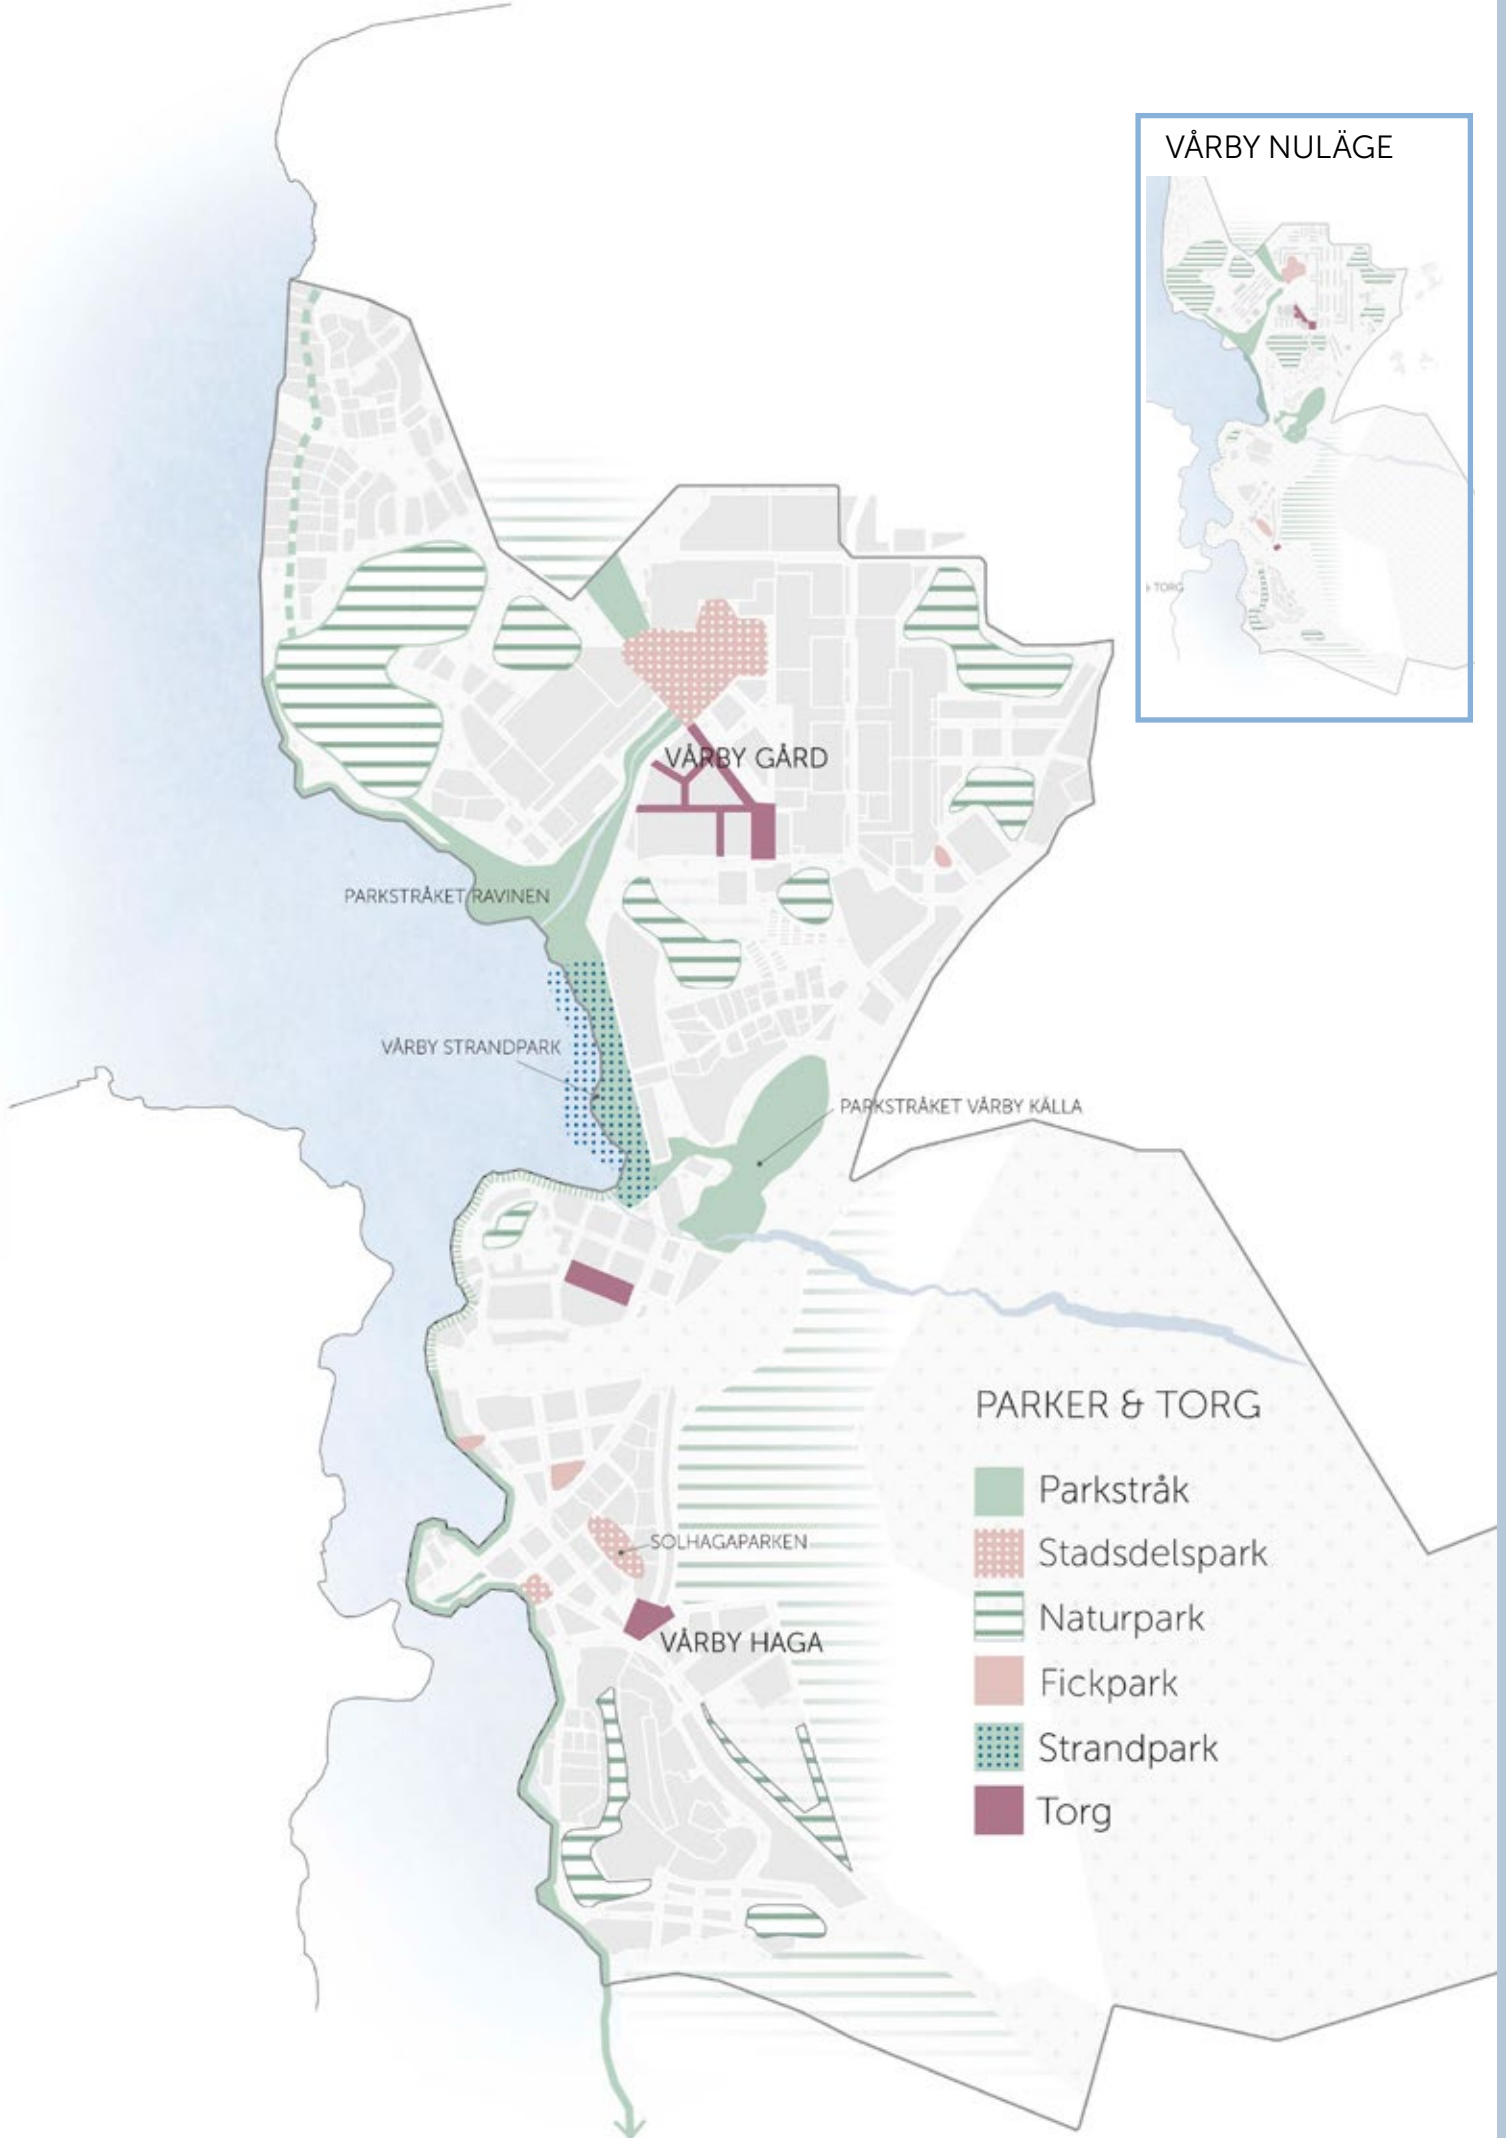 VÅRBY NULÄGE
& TORG
VÅRBY GÅRD
PARKSTRÅKET RAVINEN
VÅRBY STRANDPARK
PARKSTRÅKET VÅRBY KÄLLA
PARKER & TORG
Parkstråk
Stadsdelspark
Naturpark
Fickpark
Strandpark
Torg
SOLHAGAPARKEN
VÅRBY HAGA